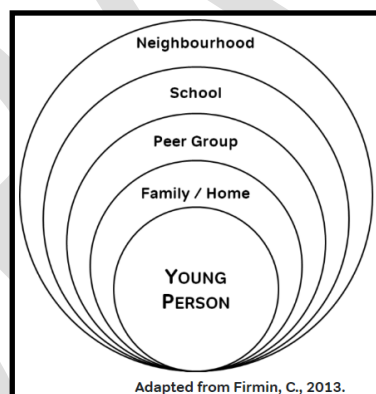 Neighbourhood
School
Peer Group
Family / Home
YOUNG
PERSON
Adapted from Firmin, C., 2013.